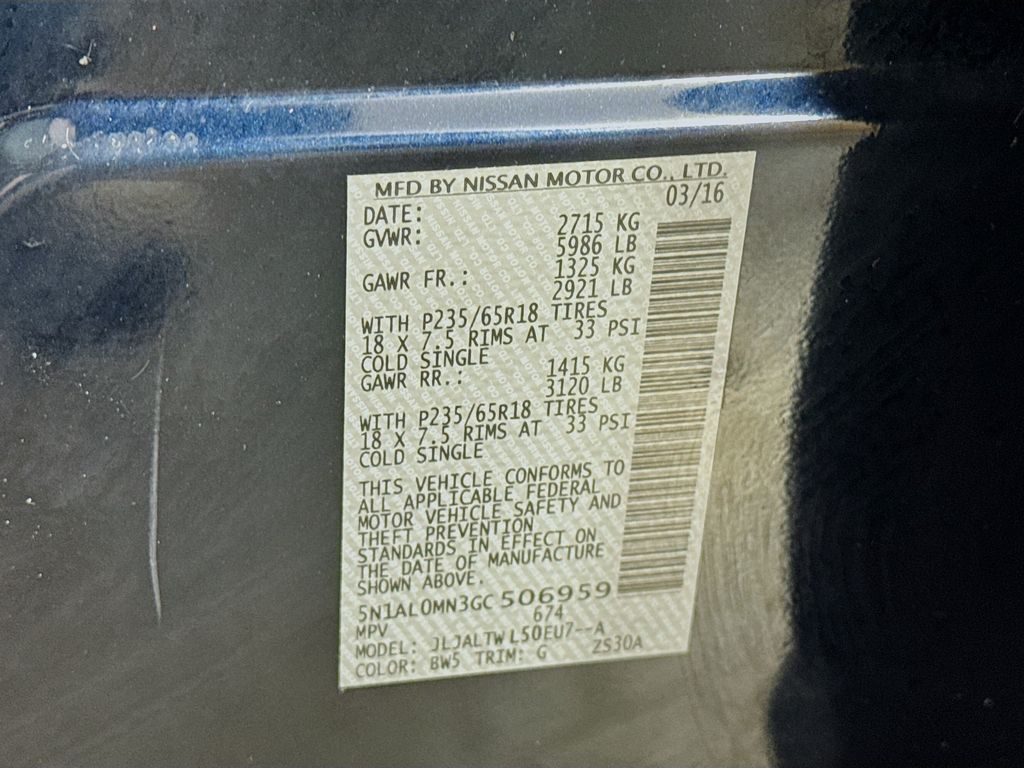 MFD BY NISSAN MOTOR CO., LTD.
DATE: 03/16
GVWR: 2715 KG
5986 LB
GAWR FR.: 1325 KG
2921 LB
WITH P235/65R18 TIRES
18 X 7.5 RIMS AT 33 PSI
COLD SINGLE
GAWR RR.: 1415 KG
3120 LB
WITH P235/65R18 TIRES
18 X 7.5 RIMS AT 33 PSI
COLD SINGLE
THIS VEHICLE CONFORMS TO
ALL APPLICABLE FEDERAL
MOTOR VEHICLE SAFETY AND
THEFT PREVENTION
STANDARDS IN EFFECT ON
THE DATE OF MANUFACTURE
SHOWN ABOVE.
5N1AL0MN3GC506959
MPV 674
MODEL: JLJALTWL50EU7--A
COLOR: BW5 TRIM: G ZS30A